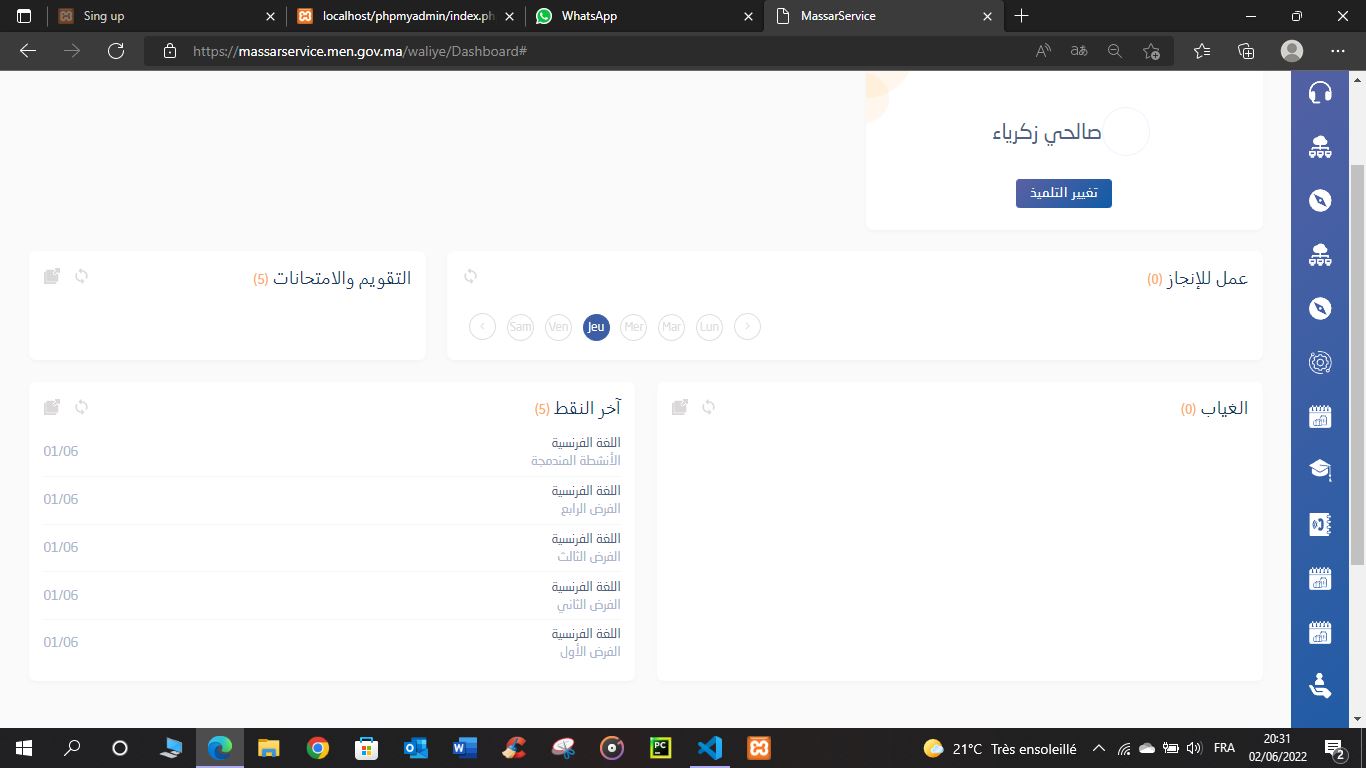 Sing up
localhost/phpmyadmin/index.ph
WhatsApp
MassarService
https://massarservice.men.gov.ma/waliye/Dashboard#
صالحي زكرياء
تغيير التلميذ
عمل للإنجاز (0)
Sam Ven Jeu Mer Mar Lun
التقويم والامتحانات (5)
الغياب (0)
آخر النقط (5)
اللغة الفرنسية
الأنشطة المندمجة
01/06
اللغة الفرنسية
الفرض الرابع
01/06
اللغة الفرنسية
الفرض الثالث
01/06
اللغة الفرنسية
الفرض الثاني
01/06
اللغة الفرنسية
الفرض الأول
01/06
21°C Très ensoleillé
FRA
20:31
02/06/2022
2